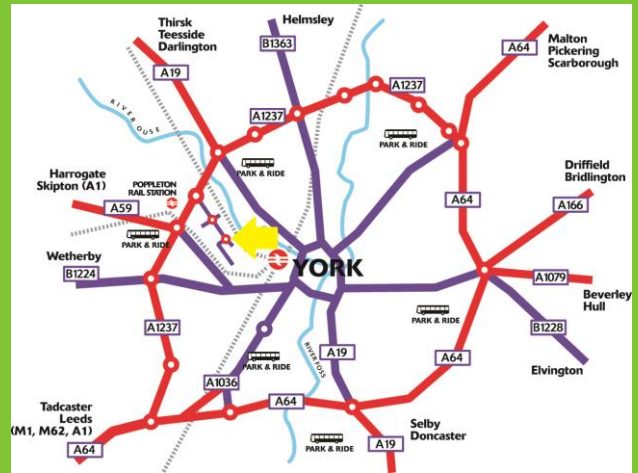 Thirsk
Teesside
Darlington
Helmsley
B1363
A64
Malton
Pickering
Scarborough
A19
A1237
A1237
RIVER OUSE
PARK & RIDE
PARK & RIDE
Harrogate
Skipton (A1)
POPPLETON
RAIL STATION
Driffield
Bridlington
A59
A64
A166
PARK & RIDE
Wetherby
B1224
YORK
A1079
Beverley
Hull
PARK & RIDE
B1228
A1237
RIVER FOSS
A19
A64
Elvington
PARK & RIDE
A1036
A64
Tadcaster
Leeds
(M1, M62, A1)
A64
Selby
Doncaster
PARK & RIDE
A19